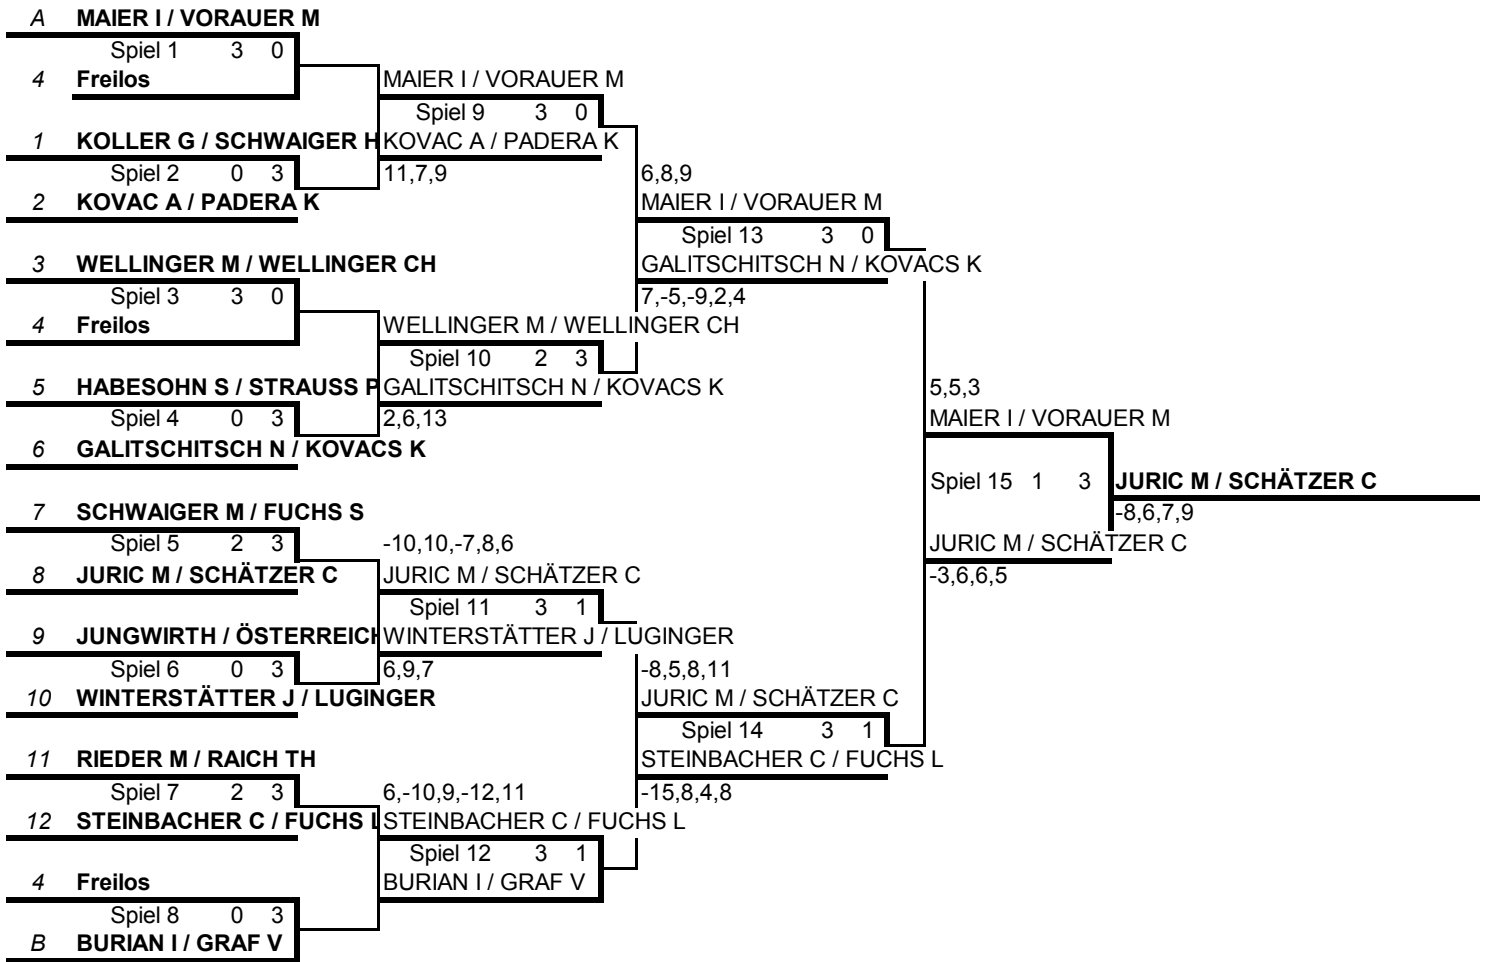 A MAIER I / VORAUER M
Spiel 1 3 0
4 Freilos
1 KOLLER G / SCHWAIGER H
Spiel 2 0 3
2 KOVAC A / PADERA K
3 WELLINGER M / WELLINGER CH
Spiel 3 3 0
4 Freilos
5 HABESOHN S / STRAUSS P
Spiel 4 0 3
6 GALITSCHITSCH N / KOVACS K
7 SCHWAIGER M / FUCHS S
Spiel 5 2 3
8 JURIC M / SCHÄTZER C
9 JUNGWIRTH / ÖSTERREICH
Spiel 6 0 3
10 WINTERSTÄTTER J / LUGINGER
11 RIEDER M / RAICH TH
Spiel 7 2 3
12 STEINBACHER C / FUCHS L
4 Freilos
Spiel 8 0 3
B BURIAN I / GRAF V
MAIER I / VORAUER M
Spiel 9 3 0
KOVAC A / PADERA K
11,7,9
WELLINGER M / WELLINGER CH
Spiel 10 2 3
GALITSCHITSCH N / KOVACS K
2,6,13
-10,10,-7,8,6
JURIC M / SCHÄTZER C
Spiel 11 3 1
WINTERSTÄTTER J / LUGINGER
6,9,7
6,-10,9,-12,11
STEINBACHER C / FUCHS L
Spiel 12 3 1
BURIAN I / GRAF V
6,8,9
MAIER I / VORAUER M
Spiel 13 3 0
GALITSCHITSCH N / KOVACS K
7,-5,-9,2,4
-8,5,8,11
JURIC M / SCHÄTZER C
Spiel 14 3 1
STEINBACHER C / FUCHS L
-15,8,4,8
5,5,3
MAIER I / VORAUER M
Spiel 15 1 3
JURIC M / SCHÄTZER C
-3,6,6,5
JURIC M / SCHÄTZER C
-8,6,7,9